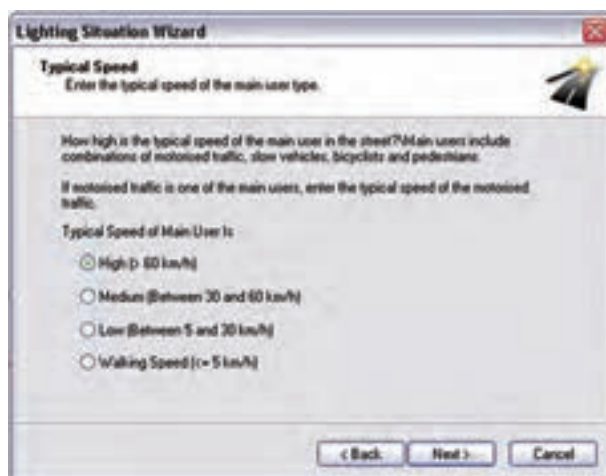 Lighting Situation Wizard
Typical Speed
Enter the typical speed of the main user type.
How high is the typical speed of the main user in the street?\Main users include
combinations of motorised traffic, slow vehicles, bicyclists and pedestrians
If motorised traffic is one of the main users, enter the typical speed of the motorised
traffic.
Typical Speed of Main User Is
High (> 60 km/h)
Medium (Between 30 and 60 km/h)
Low (Between 5 and 30 km/h)
Walking Speed (<= 5 km/h)
< Back
Next >
Cancel